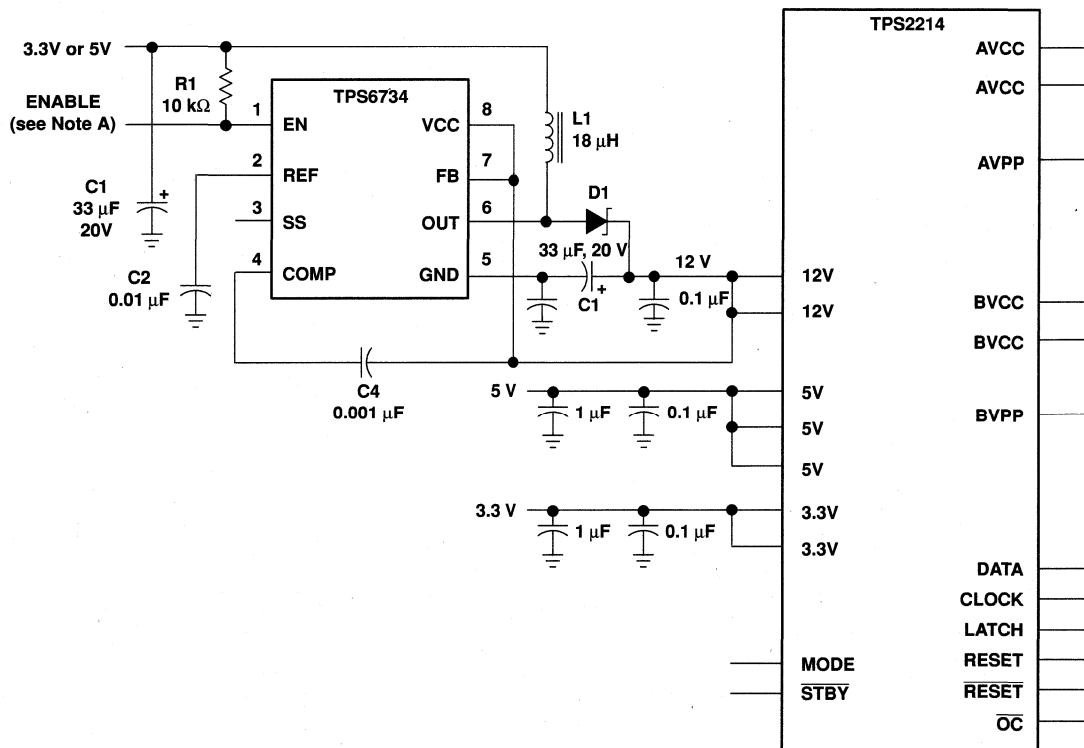 TPS2214
3.3V or 5V
AVCC
R1
10 kΩ
TPS6734
AVCC
ENABLE
(see Note A)
1
EN
8
VCC
L1
18 µH
2
REF
7
FB
AVPP
C1
33 µF
20V
+
3
SS
6
OUT
D1
4
COMP
5
GND
33 µF, 20 V
C1
+
12 V
0.1 µF
12V
12V
C2
0.01 µF
BVCC
BVCC
C4
0.001 µF
5 V
1 µF
0.1 µF
5V
5V
5V
BVPP
3.3 V
1 µF
0.1 µF
3.3V
3.3V
DATA
CLOCK
LATCH
MODE
RESET
STBY
RESET
OC